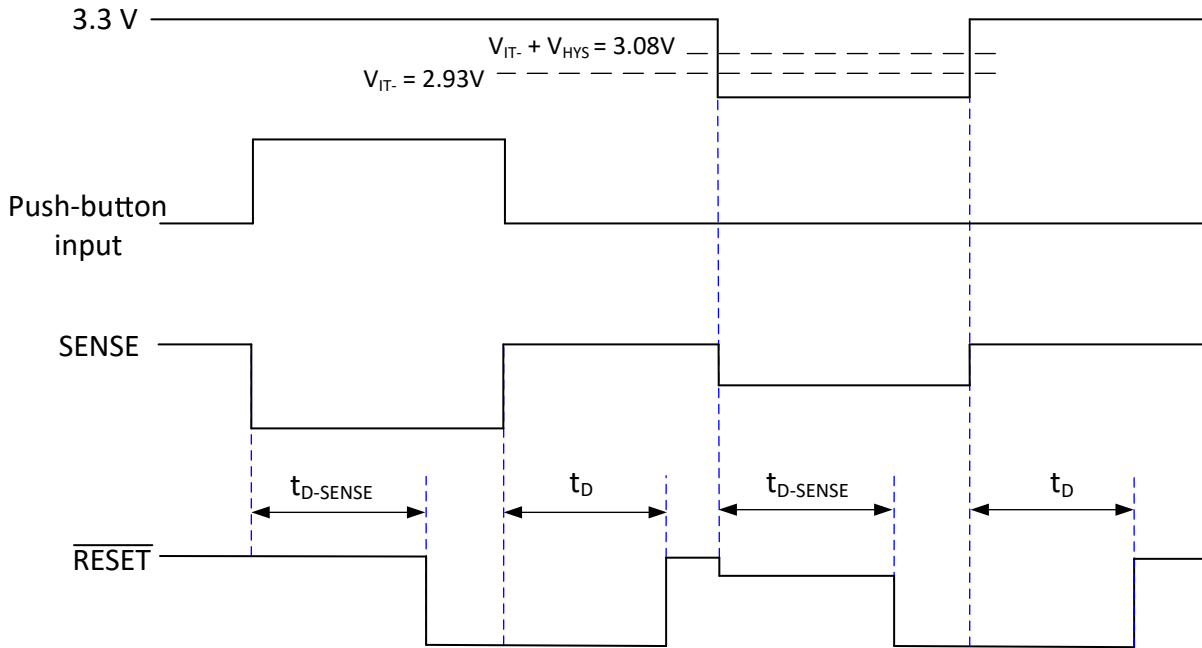 3.3 V
V_IT- + V_HYS = 3.08V
V_IT- = 2.93V
Push-button
input
SENSE
t_D-SENSE
t_D
t_D-SENSE
t_D
RESET